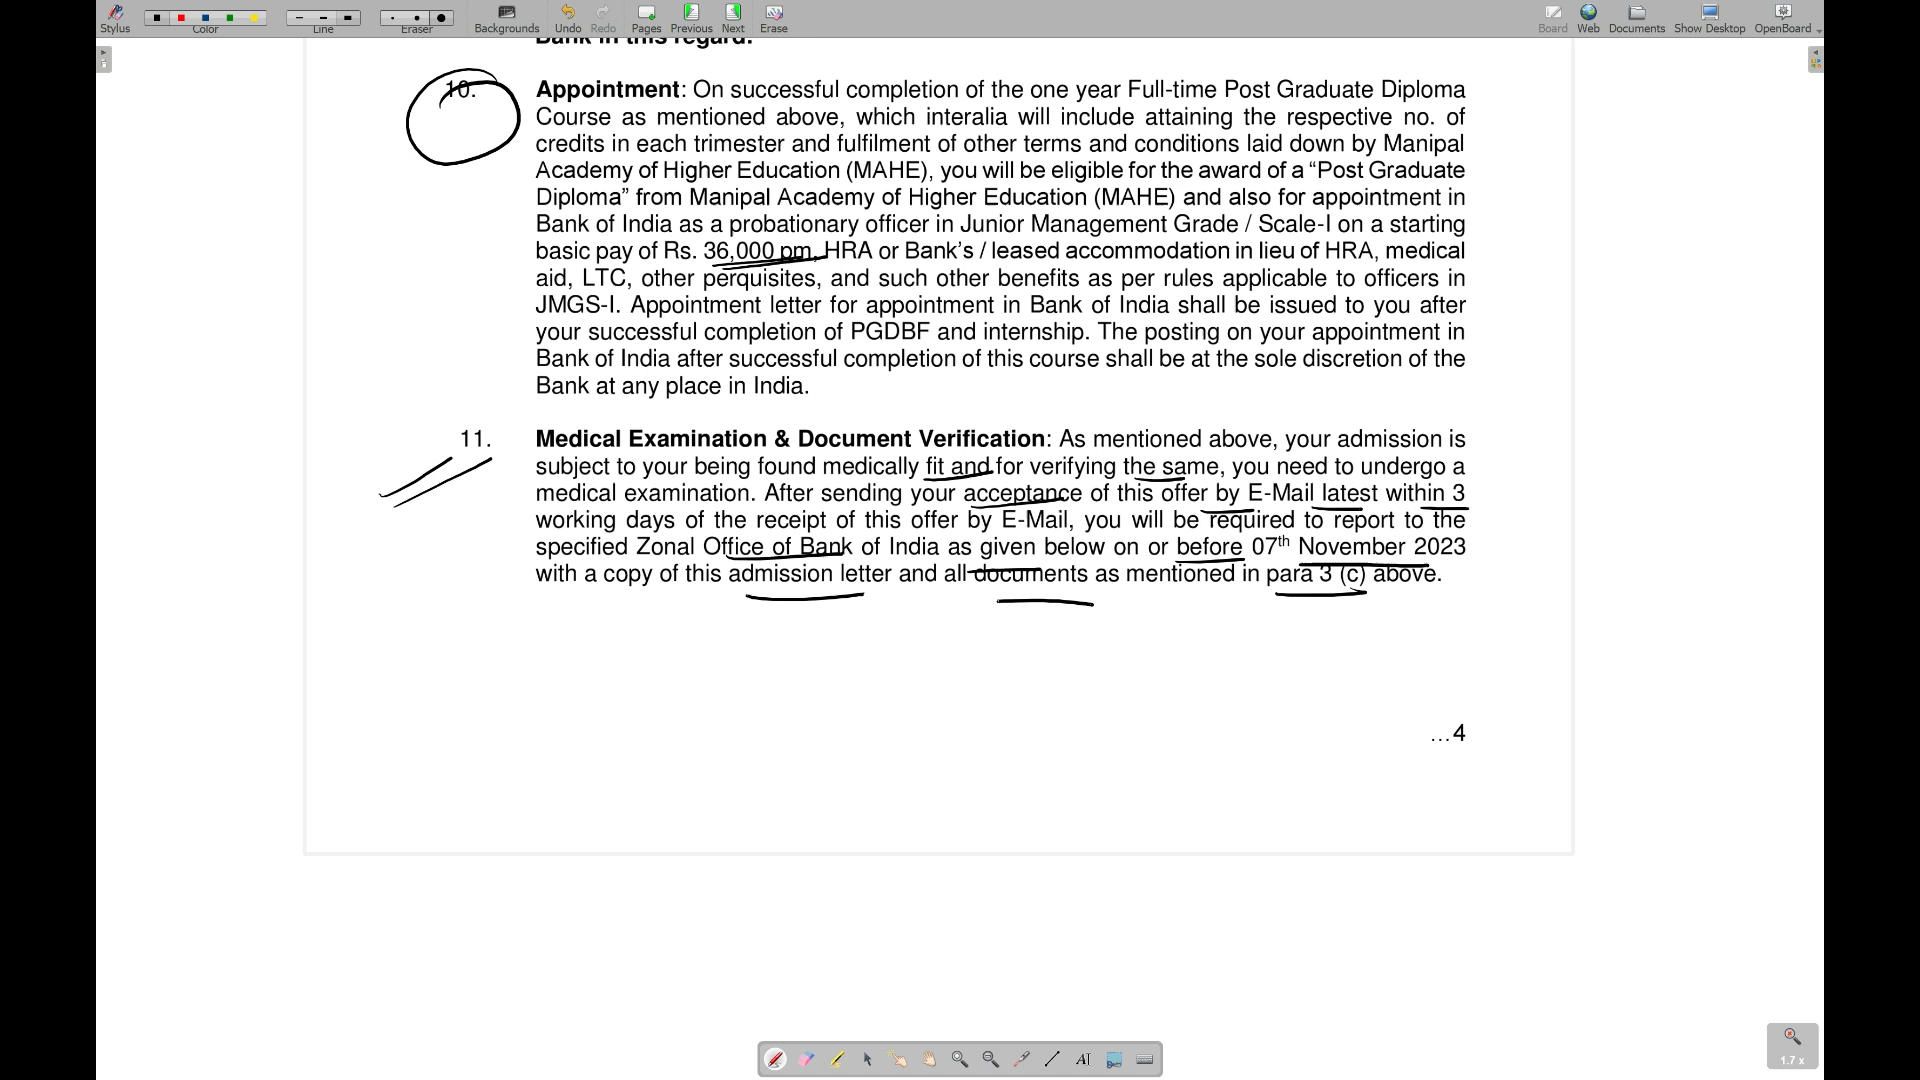 Stylus
Color
Line
Eraser
Backgrounds
Undo
Redo
Pages
Previous
Next
Erase
Board
Web
Documents
Show Desktop
OpenBoard
Bank in this regard.
10. Appointment: On successful completion of the one year Full-time Post Graduate Diploma
Course as mentioned above, which interalia will include attaining the respective no. of
credits in each trimester and fulfilment of other terms and conditions laid down by Manipal
Academy of Higher Education (MAHE), you will be eligible for the award of a “Post Graduate
Diploma” from Manipal Academy of Higher Education (MAHE) and also for appointment in
Bank of India as a probationary officer in Junior Management Grade / Scale-I on a starting
basic pay of Rs. 36,000 pm, HRA or Bank’s / leased accommodation in lieu of HRA, medical
aid, LTC, other perquisites, and such other benefits as per rules applicable to officers in
JMGS-I. Appointment letter for appointment in Bank of India shall be issued to you after
your successful completion of PGDBF and internship. The posting on your appointment in
Bank of India after successful completion of this course shall be at the sole discretion of the
Bank at any place in India.
11. Medical Examination & Document Verification: As mentioned above, your admission is
subject to your being found medically fit and for verifying the same, you need to undergo a
medical examination. After sending your acceptance of this offer by E-Mail latest within 3
working days of the receipt of this offer by E-Mail, you will be required to report to the
specified Zonal Office of Bank of India as given below on or before 07th November 2023
with a copy of this admission letter and all documents as mentioned in para 3 (c) above.
...4
AI
1.7 x